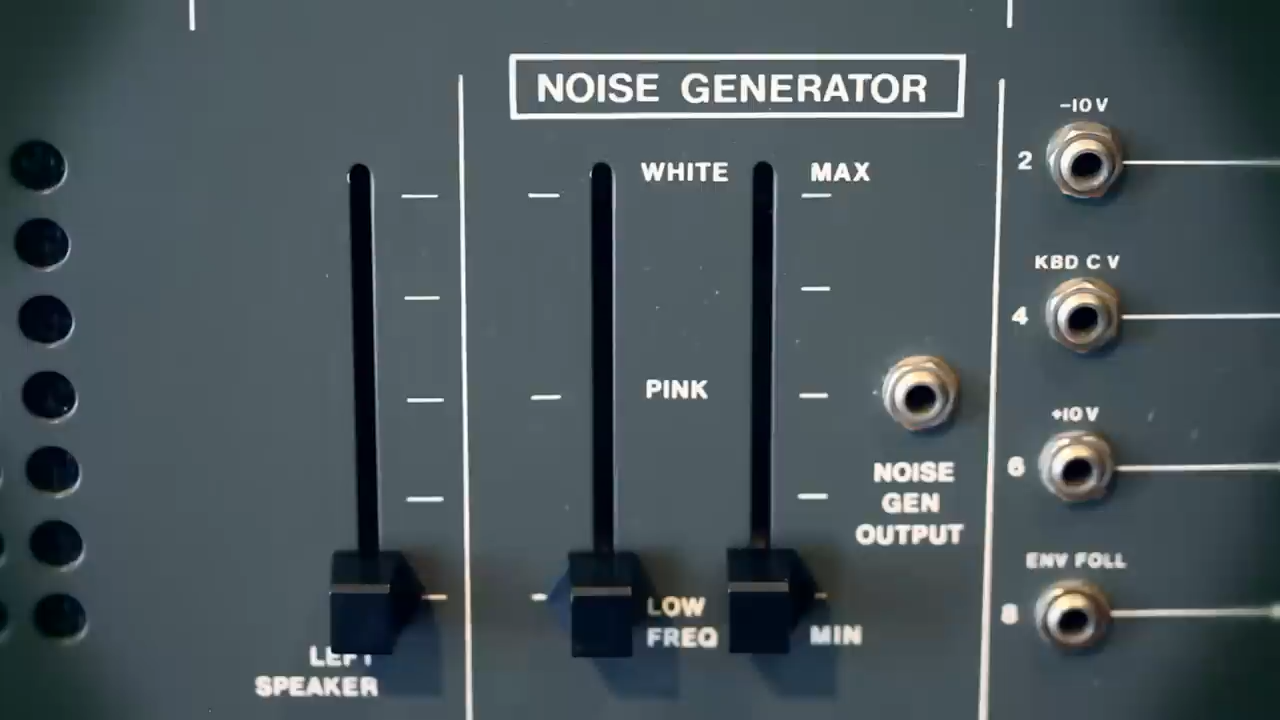 NOISE GENERATOR
WHITE
MAX
PINK
LOW
FREQ
MIN
NOISE
GEN
OUTPUT
LEFT
SPEAKER
-10 V
2
KBD C V
4
+10 V
6
ENV FOLL
8